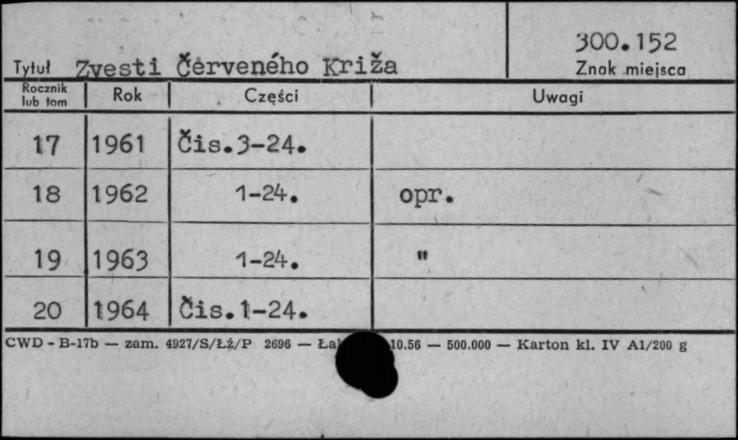 300.152
Tytuł Zvesti Červeného Kríža Znak miejsca
Rocznik lub tom Rok Części Uwagi
17 1961 Čis.3-24.
18 1962 1-24. opr.
19 1963 1-24. "
20 1964 Čis.1-24.
CWD - B-17b — zam. 4927/S/Łż/P 2696 — 10.56 — 500.000 — Karton kl. IV A1/200 g